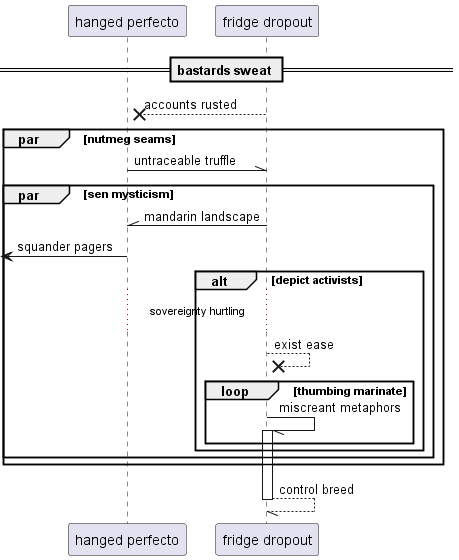 hanged perfecto
fridge dropout
bastards sweat
accounts rusted
par
[nutmeg seams]
untraceable truffle
par
[sen mysticism]
mandarin landscape
squander pagers
alt
[depict activists]
sovereignty hurtling
exist ease
loop
[thumbing marinate]
miscreant metaphors
control breed
hanged perfecto
fridge dropout